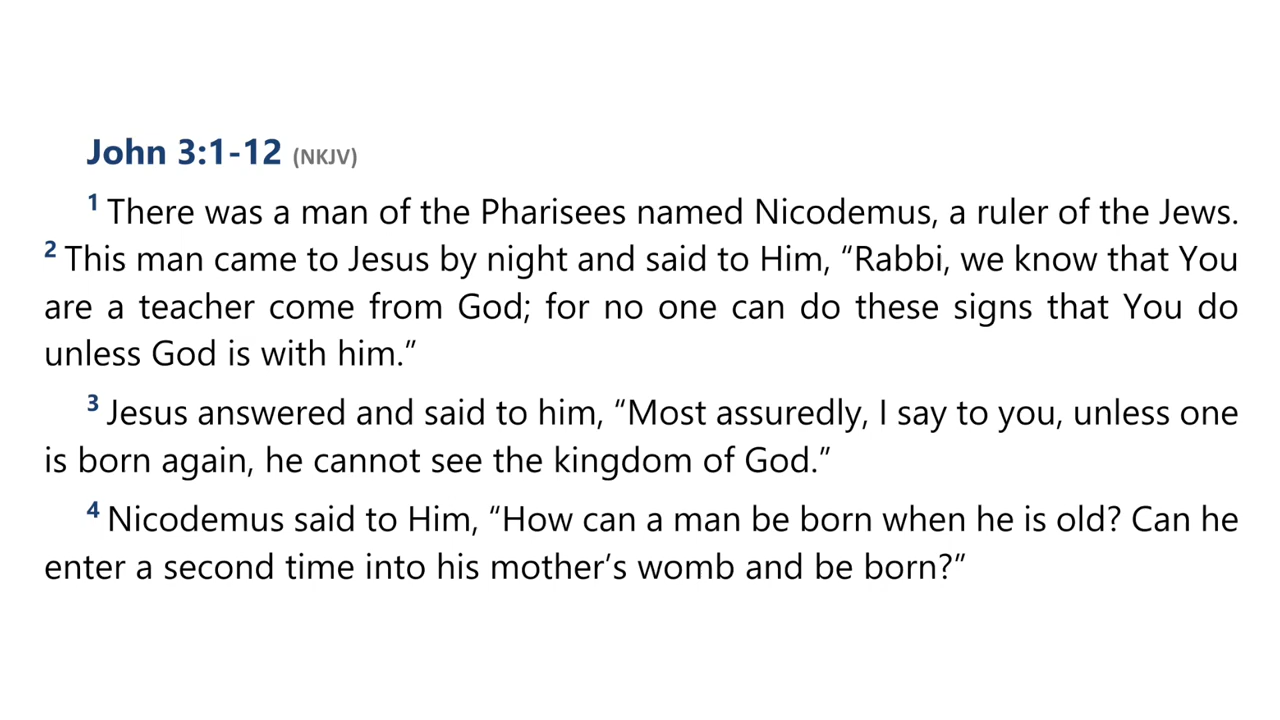 John 3:1-12 (NKJV)
1 There was a man of the Pharisees named Nicodemus, a ruler of the Jews.
2 This man came to Jesus by night and said to Him, “Rabbi, we know that You
are a teacher come from God; for no one can do these signs that You do
unless God is with him.”
3 Jesus answered and said to him, “Most assuredly, I say to you, unless one
is born again, he cannot see the kingdom of God.”
4 Nicodemus said to Him, “How can a man be born when he is old? Can he
enter a second time into his mother’s womb and be born?”